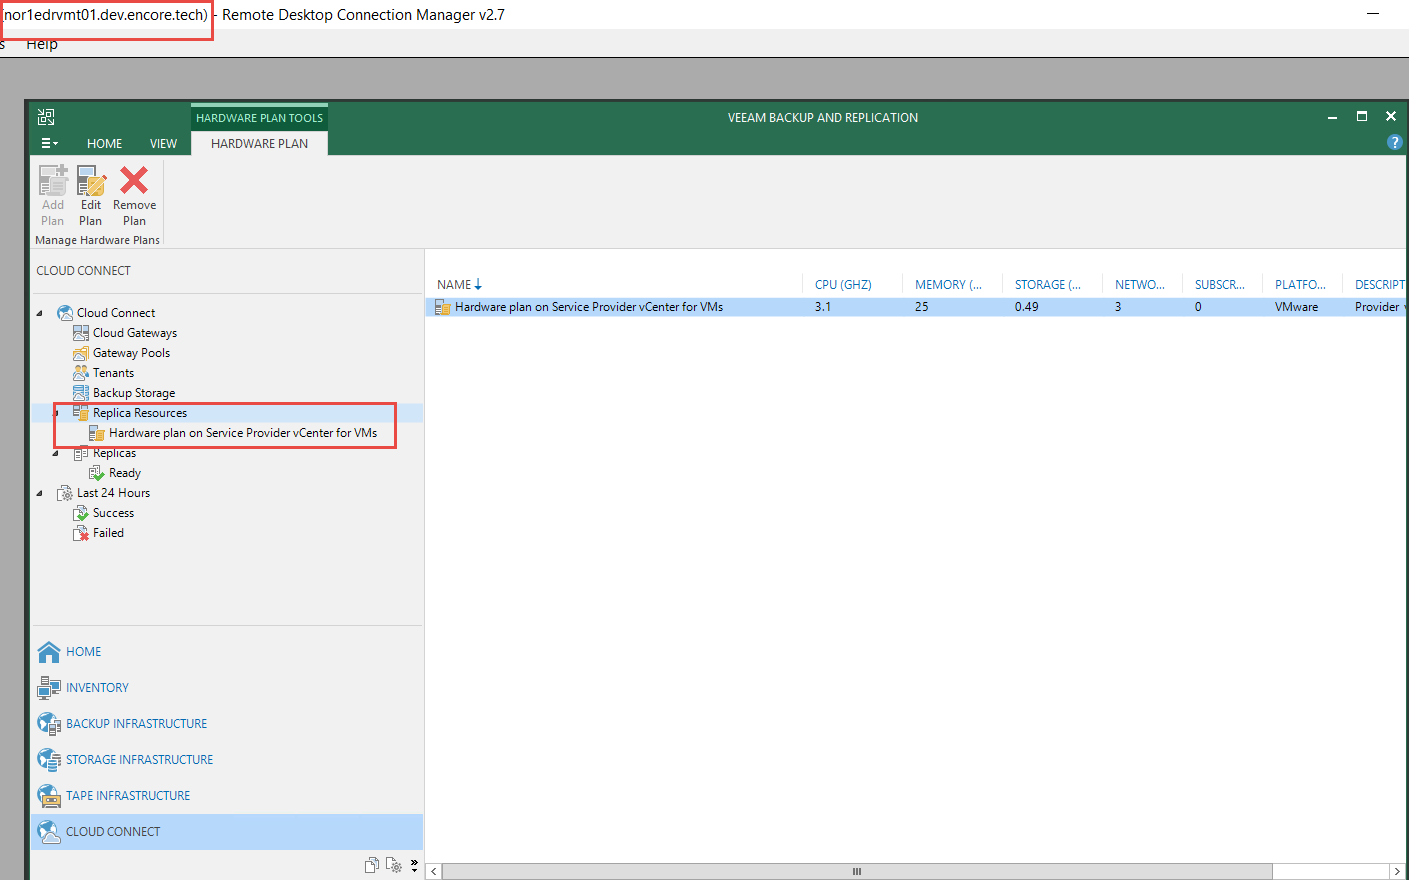 (nor1edrvmt01.dev.encore.tech) - Remote Desktop Connection Manager v2.7
s Help
HARDWARE PLAN TOOLS
VEEAM BACKUP AND REPLICATION
HOME VIEW HARDWARE PLAN
Add Plan
Edit Plan
Remove Plan
Manage Hardware Plans
CLOUD CONNECT
Cloud Connect
Cloud Gateways
Gateway Pools
Tenants
Backup Storage
Replica Resources
Hardware plan on Service Provider vCenter for VMs
Replicas
Ready
Last 24 Hours
Success
Failed
HOME
INVENTORY
BACKUP INFRASTRUCTURE
STORAGE INFRASTRUCTURE
TAPE INFRASTRUCTURE
CLOUD CONNECT
NAME CPU (GHZ) MEMORY (... STORAGE (... NETWO... SUBSCR... PLATFO... DESCRIPT
Hardware plan on Service Provider vCenter for VMs 3.1 25 0.49 3 0 VMware Provider